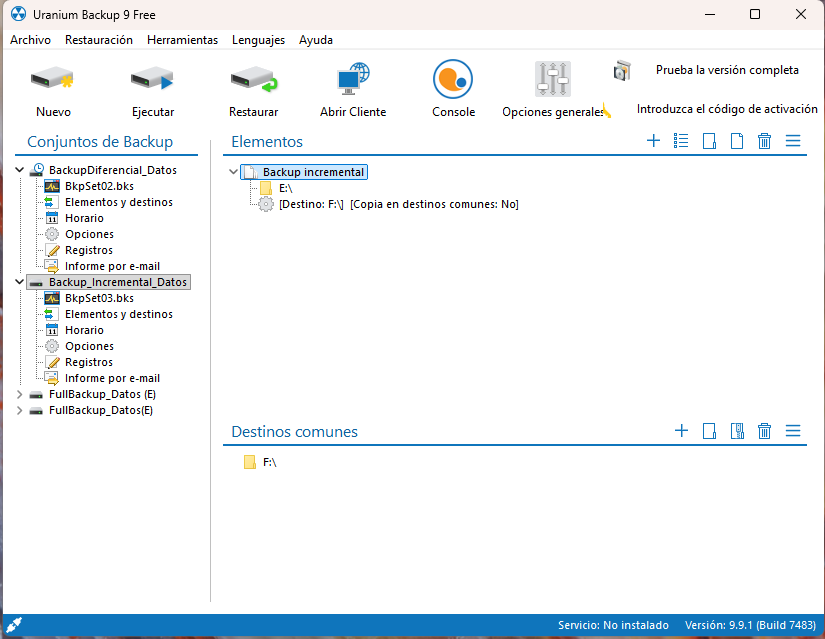 Uranium Backup 9 Free
Archivo Restauración Herramientas Lenguajes Ayuda
Nuevo Ejecutar Restaurar Abrir Cliente Console Opciones generales
Prueba la versión completa
Introduzca el código de activación
Conjuntos de Backup
BackupDiferencial_Datos
BkpSet02.bks
Elementos y destinos
11 Horario
Opciones
Registros
Informe por e-mail
Backup_Incremental_Datos
BkpSet03.bks
Elementos y destinos
11 Horario
Opciones
Registros
Informe por e-mail
FullBackup_Datos (E)
FullBackup_Datos(E)
Elementos
Backup incremental
E:\
[Destino: F:\] [Copia en destinos comunes: No]
Destinos comunes
F:\
Servicio: No instalado Versión: 9.9.1 (Build 7483)